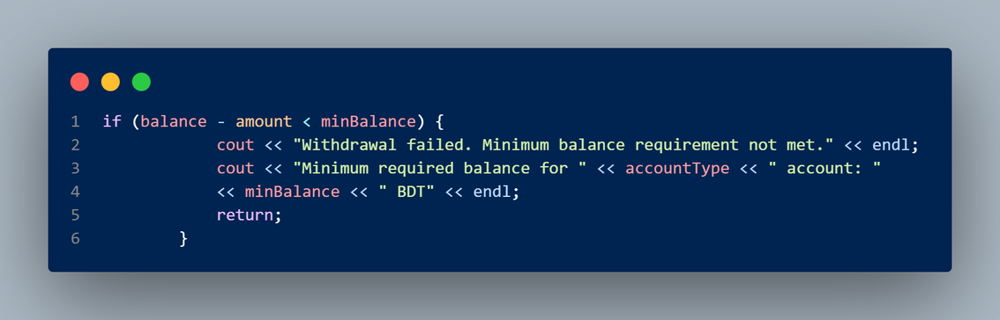 1 if (balance - amount < minBalance) {
2 cout << "Withdrawal failed. Minimum balance requirement not met." << endl;
3 cout << "Minimum required balance for " << accountType << " account: "
4 << minBalance << " BDT" << endl;
5 return;
6 }